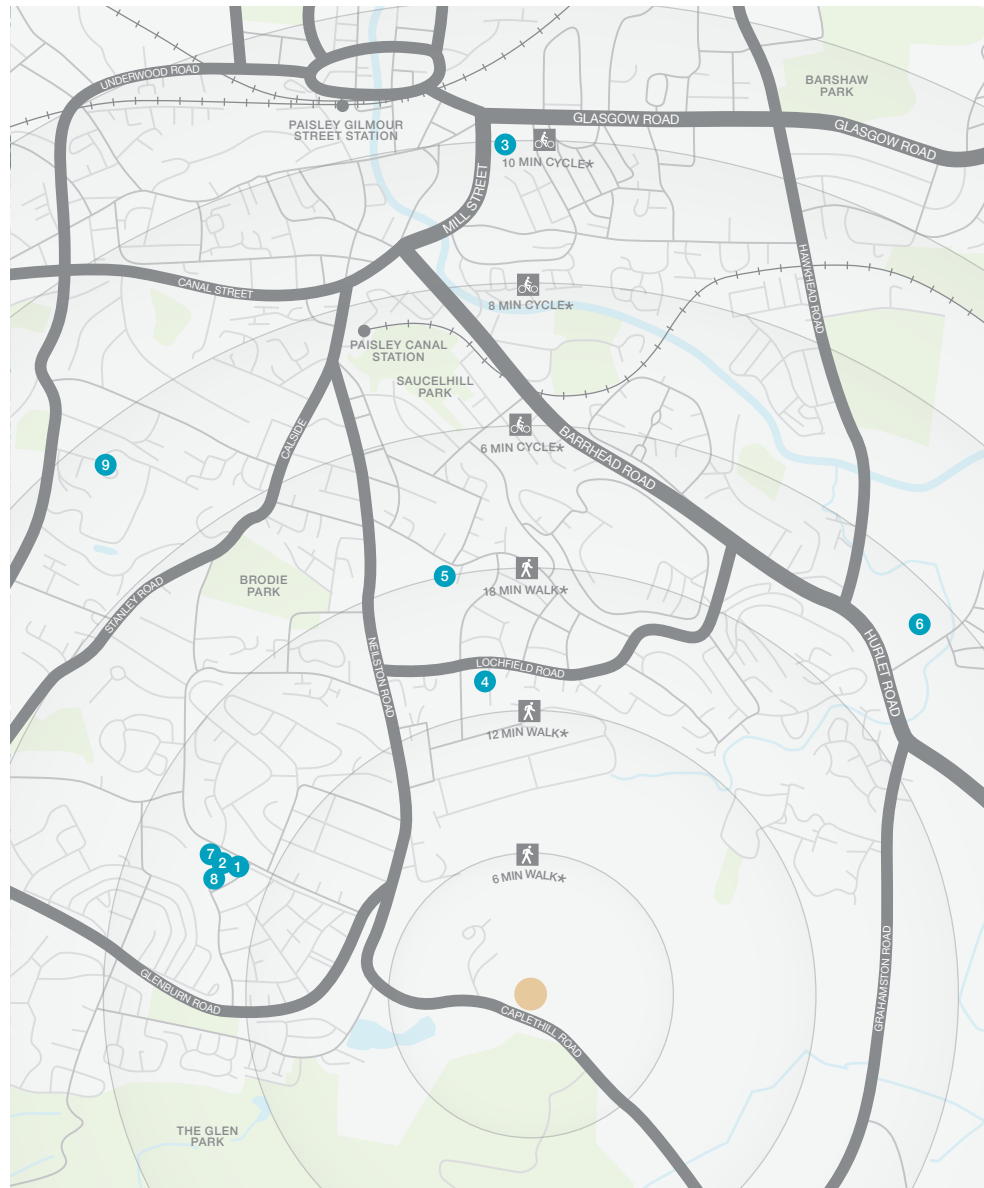 UNDERWOOD ROAD
BARSHAW
PARK
PAISLEY GILMOUR
STREET STATION
GLASGOW ROAD
GLASGOW ROAD
3
10 MIN CYCLE*
MILL STREET
HAWKHEAD ROAD
CANAL STREET
8 MIN CYCLE*
PAISLEY CANAL
STATION
SAUCELHILL
PARK
CALSIDE
6 MIN CYCLE*
BARRHEAD ROAD
9
5
18 MIN WALK*
BRODIE
PARK
STANLEY ROAD
6
NEILSTON ROAD
LOCHFIELD ROAD
4
HURLET ROAD
12 MIN WALK*
7
2
1
8
6 MIN WALK*
GLENBURN ROAD
CAPLETHILL ROAD
GRAHAMSTON ROAD
THE GLEN
PARK